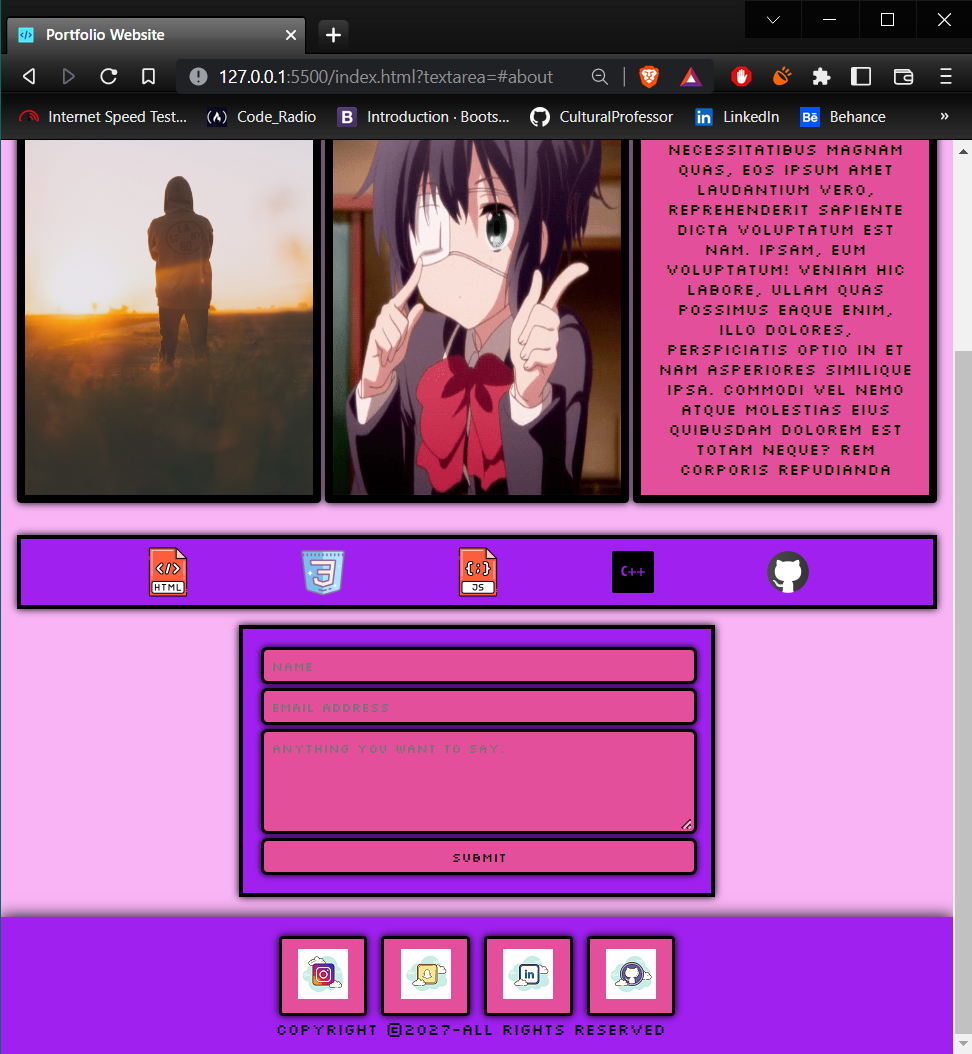 Portfolio Website
127.0.0.1:5500/index.html?textarea=#about
Internet Speed Test...
Code_Radio
Introduction · Boots...
CulturalProfessor
LinkedIn
Behance
»
NECESSITATIBUS MAGNAM
QUAS, EOS IPSUM AMET
LAUDANTIUM VERO,
REPREHENDERIT SAPIENTE
DICTA VOLUPTATUM EST
NAM. IPSAM, EUM
VOLUPTATUM! VENIAM HIC
LABORE, ULLAM QUAS
POSSIMUS EAQUE ENIM,
ILLO DOLORES,
PERSPICIATIS OPTIO IN ET
NAM ASPERIORES SIMILIQUE
IPSA. COMMODI VEL NEMO
ATQUE MOLESTIAS EIUS
QUIBUSDAM DOLOREM EST
TOTAM NEQUE? REM
CORPORIS REPUDIANDA
</> HTML
3
{;} JS
C++
NAME
EMAIL ADDRESS
ANYTHING YOU WANT TO SAY.
SUBMIT
in
COPYRIGHT ©2027-ALL RIGHTS RESERVED